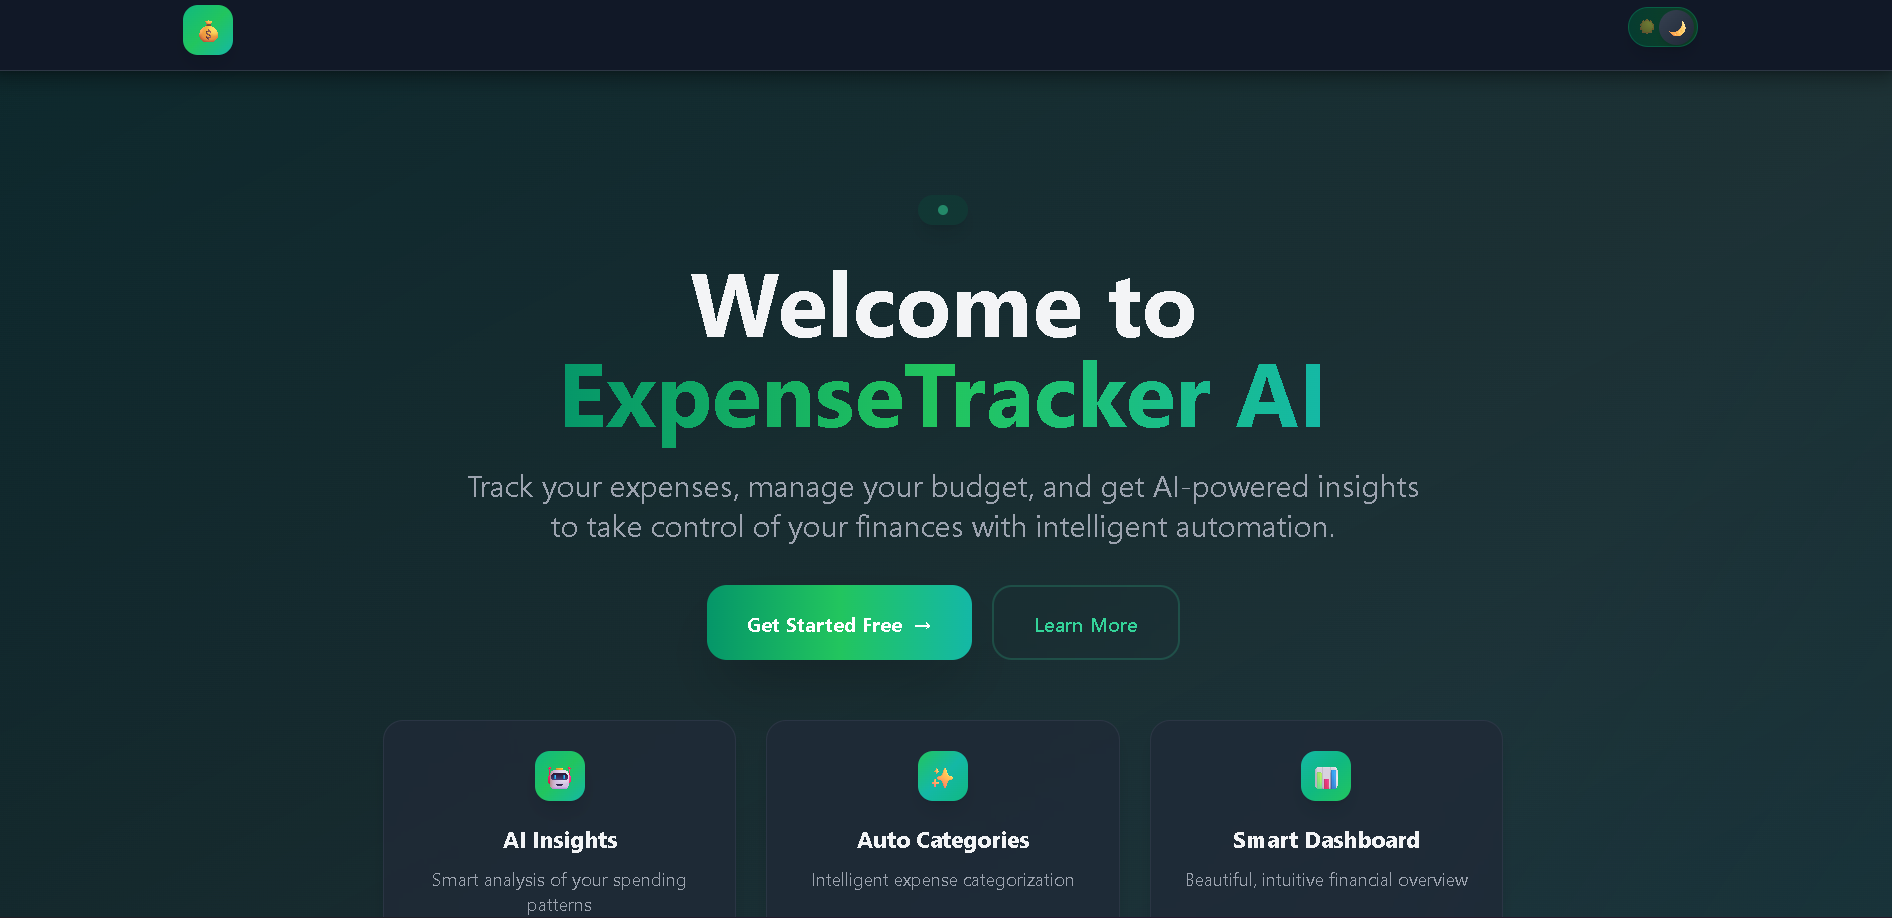 Welcome to
ExpenseTracker AI
Track your expenses, manage your budget, and get AI-powered insights
to take control of your finances with intelligent automation.
Get Started Free →
Learn More
AI Insights
Smart analysis of your spending
patterns
Auto Categories
Intelligent expense categorization
Smart Dashboard
Beautiful, intuitive financial overview